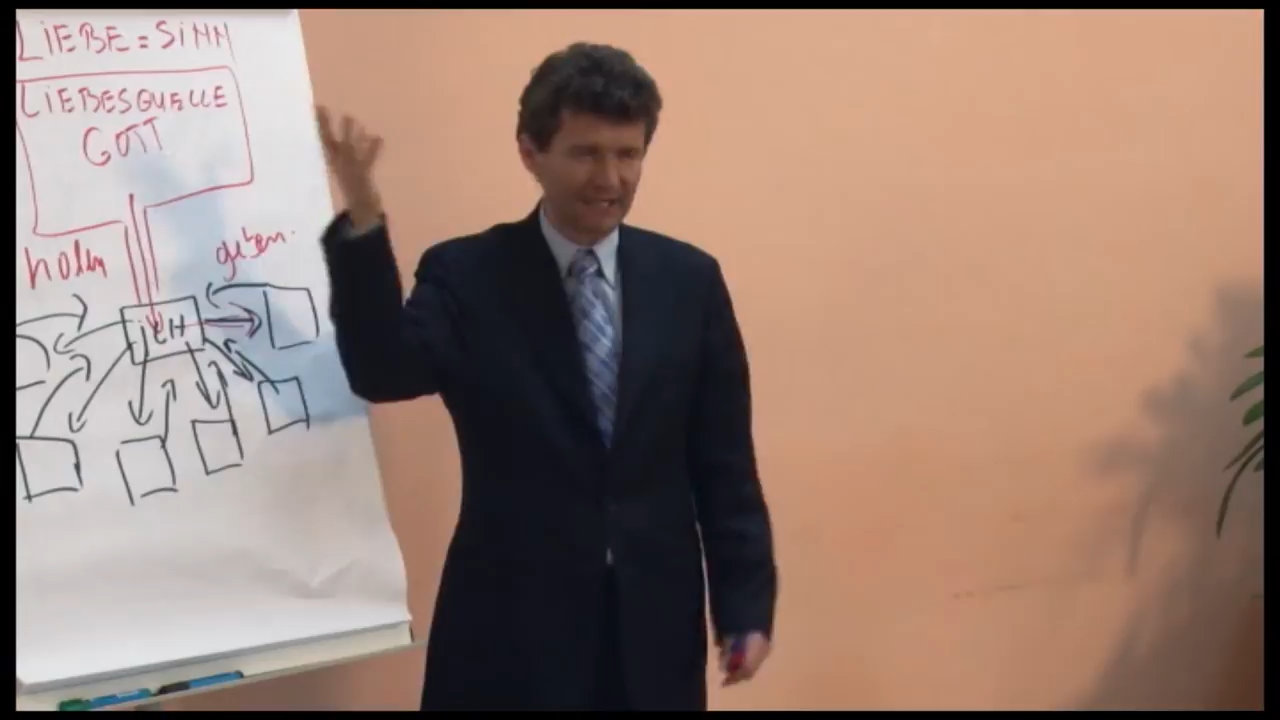 LiEBE = SiNN
LiEBESQUELLE
GOTT
holen
geben.
iCH